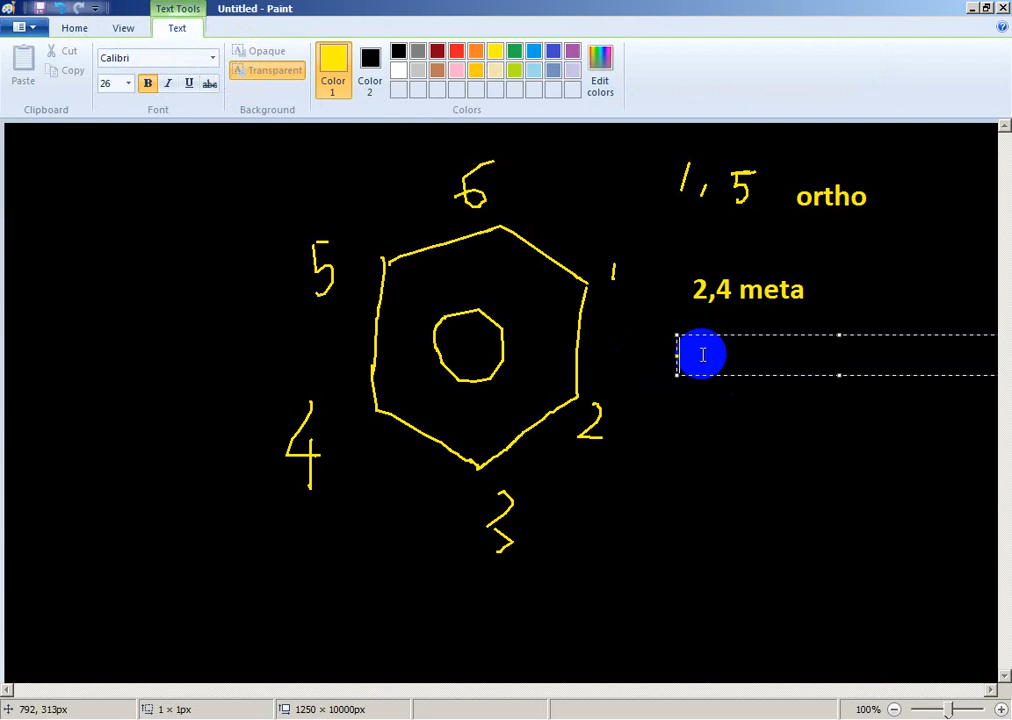 Untitled - Paint
Text Tools
Home
View
Text
Paste
Cut
Copy
Clipboard
Calibri
26
B
I
U
abc
Font
Opaque
Transparent
Background
Color 1
Color 2
Edit colors
Colors
6
5
1
4
2
3
1, 5 ortho
2,4 meta
792, 313px
1 × 1px
1250 × 10000px
100%